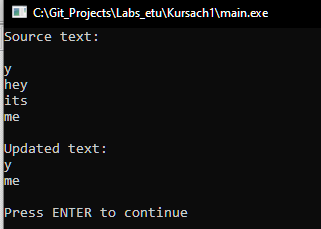 C:\Git_Projects\Labs_etu\Kursach1\main.exe
Source text:
y
hey
its
me
Updated text:
y
me
Press ENTER to continue